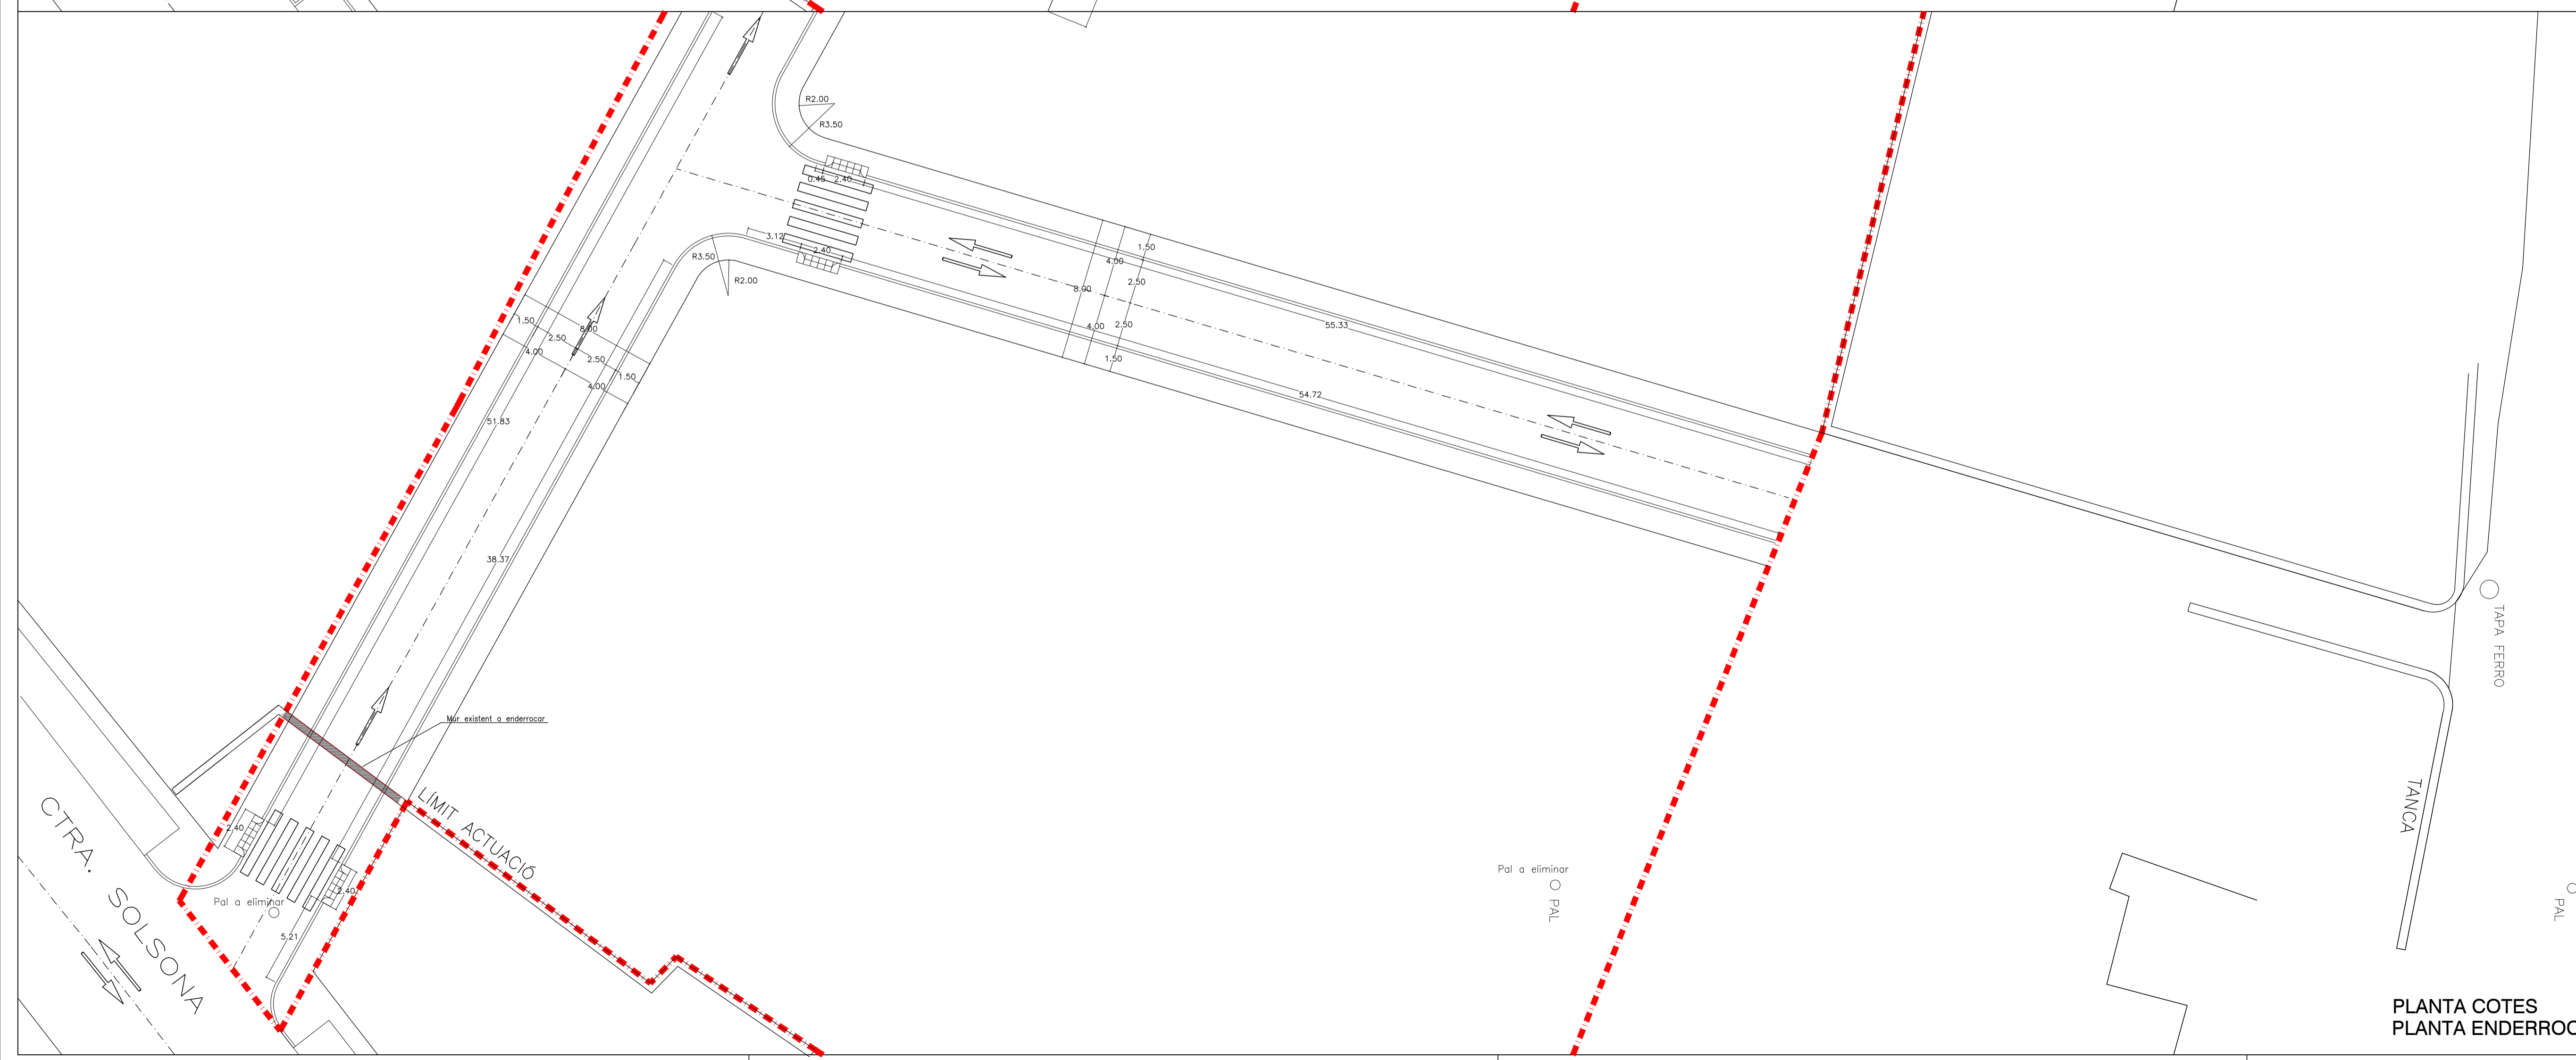 R2.00
R3.50
0.45 2.40
3.12
2.40
R3.50
R2.00
1.50
4.00
2.50
8.00
4.00 2.50
1.50
55.33
54.72
1.50
8.00
2.50
4.00
2.50
1.50
4.00
51.83
38.37
Mur existent a enderrocar
LÍMIT ACTUACIÓ
CTRA. SOLSONA
2.40
2.40
Pal a eliminar
5.21
Pal a eliminar
PAL
TAPA FERRO
TANCA
PAL
PLANTA COTES
PLANTA ENDERROC